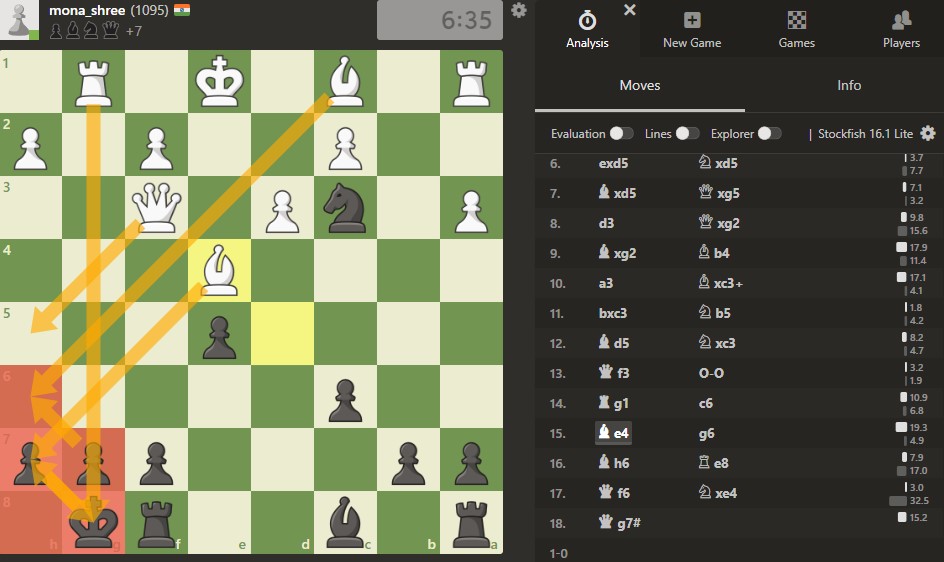 mona_shree (1095)
+7
6:35
Analysis
New Game
Games
Players
Moves
Info
Evaluation Lines Explorer | Stockfish 16.1 Lite
6. exd5 xd5 3.7 7.7
7. xd5 xg5 7.1 3.2
8. d3 xg2 9.8 15.6
9. xg2 b4 17.9 11.4
10. a3 xc3+ 17.1 4.1
11. bxc3 b5 1.8 4.2
12. d5 xc3 8.2 4.7
13. f3 O-O 3.2 1.9
14. g1 c6 10.9 6.8
15. e4 g6 19.3 4.9
16. h6 e8 7.9 17.0
17. f6 xe4 3.0 32.5
18. g7# 15.2
1-0
1
2
3
4
5
6
7
8
h g f e d c b a